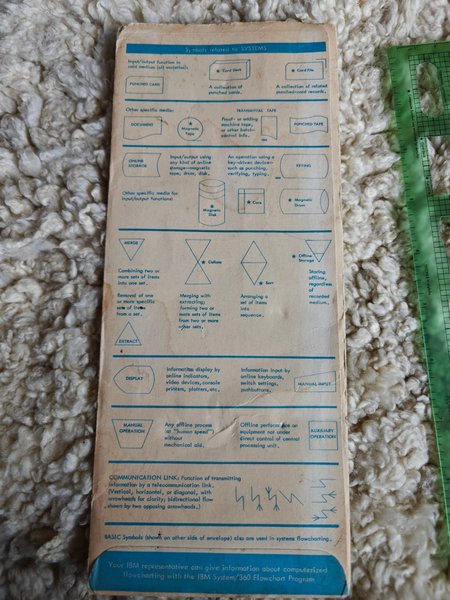 Symbols related to SYSTEMS
Input/output function in
card medium (all varieties).
PUNCHED CARD
★ Card Deck
A collection of
punched cards.
★ Card File
A collection of related
punched-card records.
Other specific media:
DOCUMENT
★
Magnetic
Tape
TRANSMITTAL TAPE
Proof- or adding
machine tape,
or other batch-
control info.
PUNCHED TAPE
ONLINE
STORAGE
Input/output using
any kind of online
storage—magnetic
tape, drum, disk.
An operation using a
key-driven device—
such as punching,
verifying, typing.
KEYING
Other specific media for
input/output functions:
★
Magnetic
Disk
★
Core
★
Magnetic
Drum
MERGE
Combining two or
more sets of items
into one set.
★ Collate
Merging with
extracting;
forming two or
more sets of items
from two or more
other sets.
★ Sort
Arranging a
set of items
into
sequence.
★ Offline
Storage
Storing
offline,
regardless
of
recorded
medium.
Removal of one
or more specific
sets of items
from a set.
EXTRACT
DISPLAY
Information display by
online indicators,
video devices, console
printers, plotters, etc.
Information input by
online keyboards,
switch settings,
pushbuttons.
MANUAL INPUT
MANUAL
OPERATION
Any offline process
(at "human speed")
without
mechanical aid.
Offline performance on
equipment not under
direct control of central
processing unit.
AUXILIARY
OPERATION
COMMUNICATION LINK: Function of transmitting
information by a telecommunication link.
(Vertical, horizontal, or diagonal, with
arrowheads for clarity; bidirectional flow
shown by two opposing arrowheads.)
BASIC Symbols (shown on other side of envelope) also are used in systems flowcharting.
Your IBM representative can give information about computerized
flowcharting with the IBM System/360 Flowchart Program